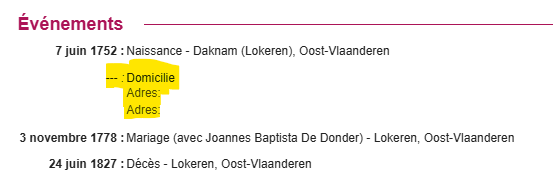 Événements
7 juin 1752 : Naissance - Daknam (Lokeren), Oost-Vlaanderen
--- : Domicilie
Adres:
Adres:
3 novembre 1778 : Mariage (avec Joannes Baptista De Donder) - Lokeren, Oost-Vlaanderen
24 juin 1827 : Décès - Lokeren, Oost-Vlaanderen